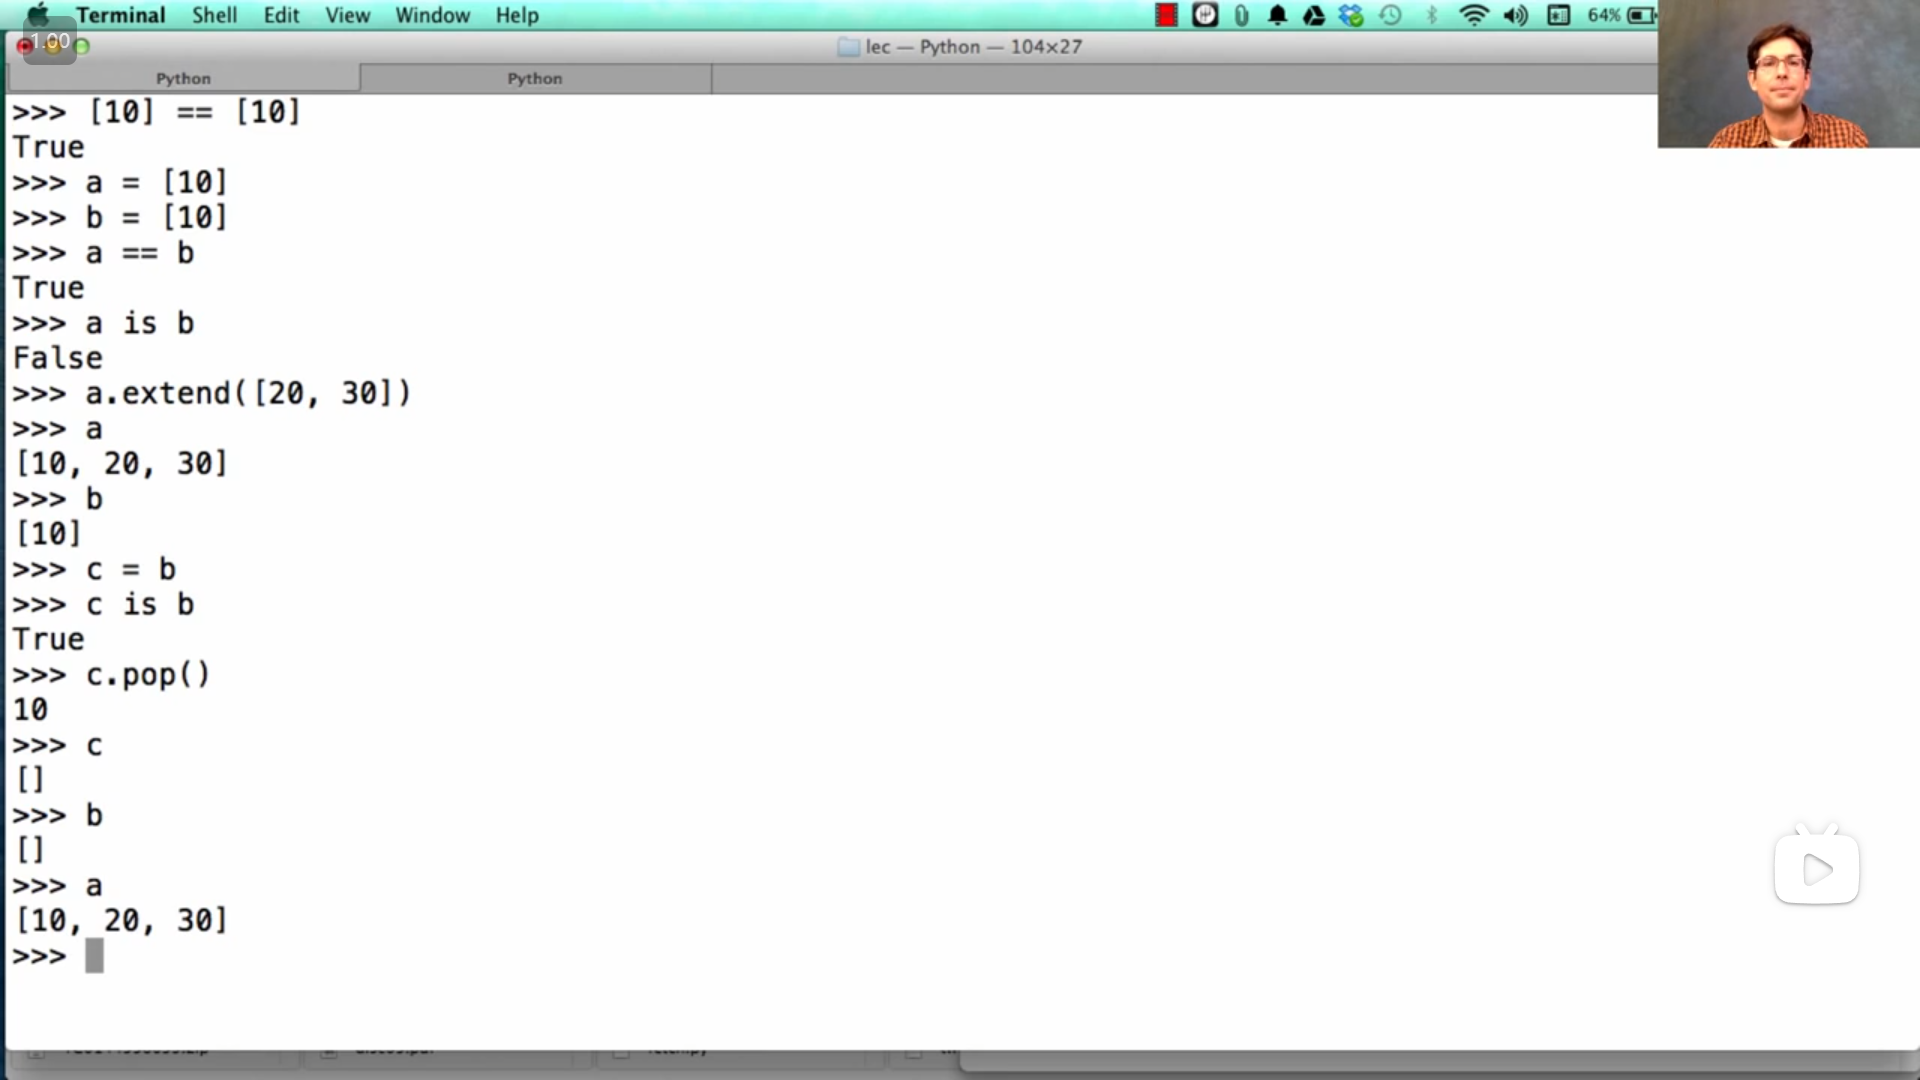 Terminal Shell Edit View Window Help 64%
1.00
lec — Python — 104×27
Python Python
>>> [10] == [10]
True
>>> a = [10]
>>> b = [10]
>>> a == b
True
>>> a is b
False
>>> a.extend([20, 30])
>>> a
[10, 20, 30]
>>> b
[10]
>>> c = b
>>> c is b
True
>>> c.pop()
10
>>> c
[]
>>> b
[]
>>> a
[10, 20, 30]
>>>